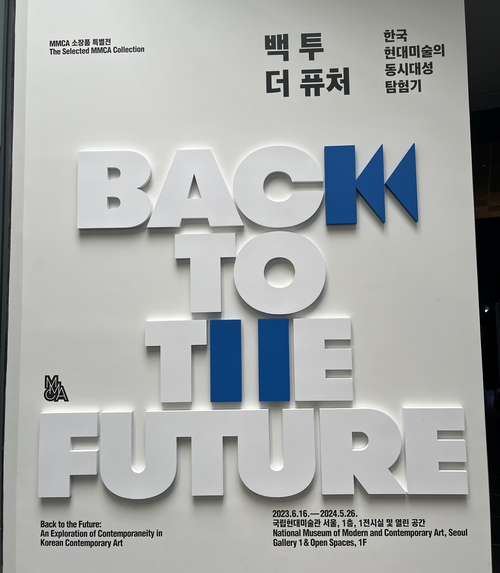 MMCA 소장품 특별전
The Selected MMCA Collection
백 투
더 퓨처
한국
현대미술의
동시대성
탐험기
BACK
TO
THE
FUTURE
MMCA
Back to the Future:
An Exploration of Contemporaneity in
Korean Contemporary Art
2023.6.16.—2024.5.26.
국립현대미술관 서울, 1층, 1전시실 및 열린 공간
National Museum of Modern and Contemporary Art, Seoul
Gallery 1 & Open Spaces, 1F